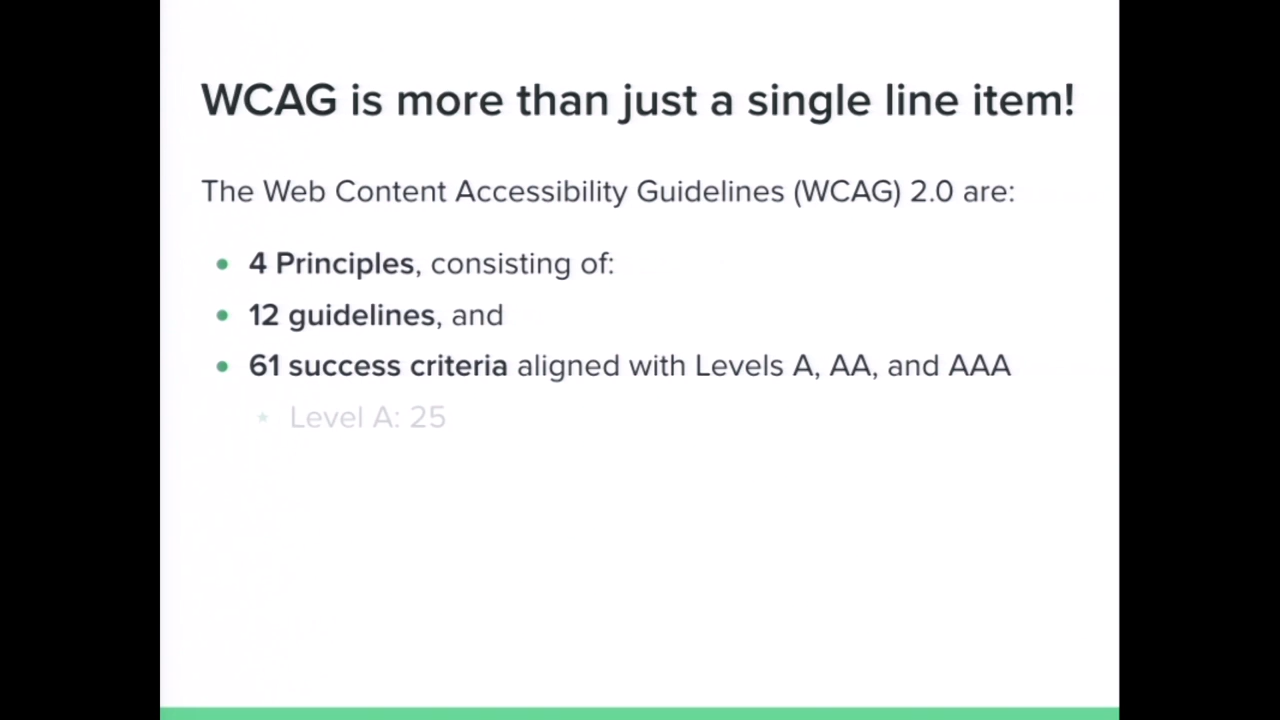 WCAG is more than just a single line item!
The Web Content Accessibility Guidelines (WCAG) 2.0 are:
• 4 Principles, consisting of:
• 12 guidelines, and
• 61 success criteria aligned with Levels A, AA, and AAA
★ Level A: 25